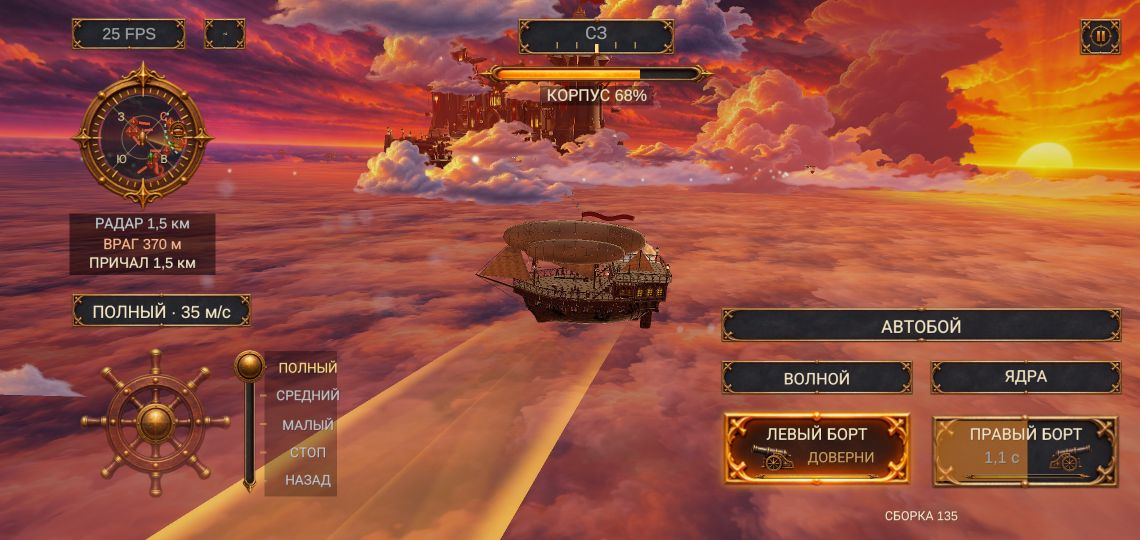 25 FPS
СЗ
КОРПУС 68%
З
С
Ю
В
РАДАР 1,5 км
ВРАГ 370 м
ПРИЧАЛ 1,5 км
ПОЛНЫЙ · 35 м/с
ПОЛНЫЙ
СРЕДНИЙ
МАЛЫЙ
СТОП
НАЗАД
АВТОБОЙ
ВОЛНОЙ
ЯДРА
ЛЕВЫЙ БОРТ
ДОВЕРНИ
ПРАВЫЙ БОРТ
1,1 с
СБОРКА 135